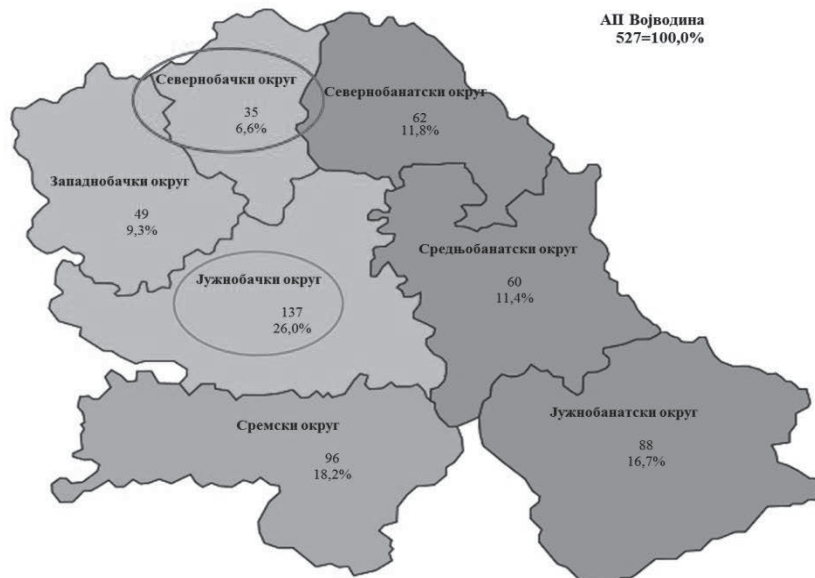 АП Војводина
527=100,0%
Севернобачки округ
35
6,6%
Севернобанатски округ
62
11,8%
Западнобачки округ
49
9,3%
Средњобанатски округ
60
11,4%
Јужнобачки округ
137
26,0%
Јужнобанатски округ
88
16,7%
Сремски округ
96
18,2%